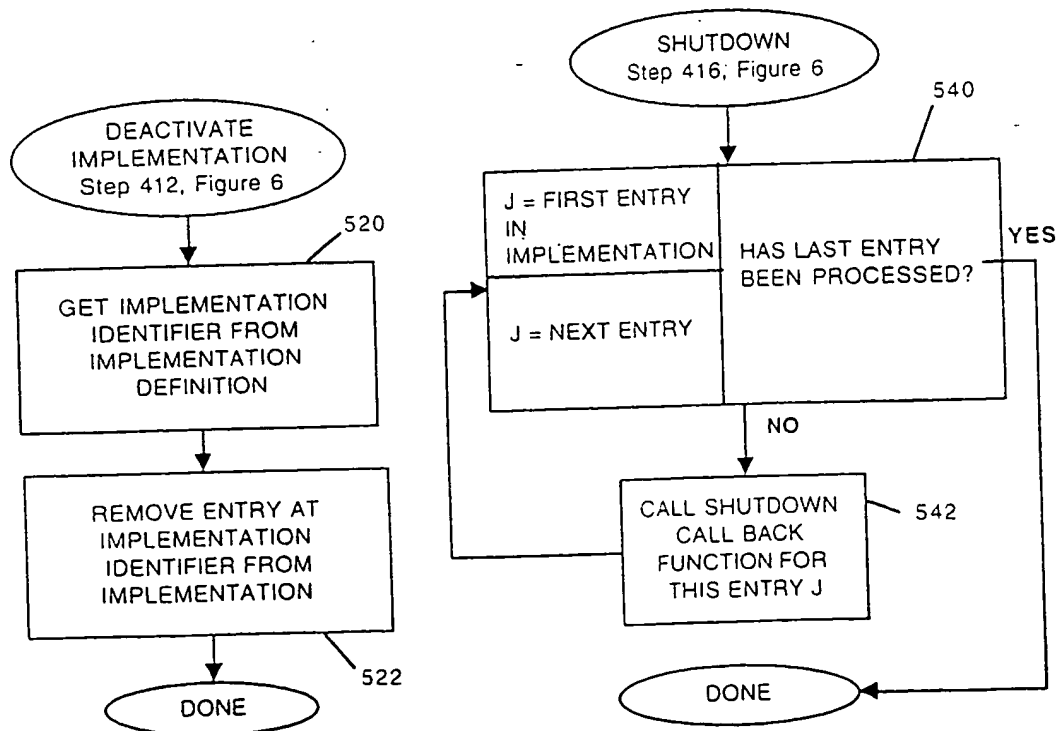 DEACTIVATE
IMPLEMENTATION
Step 412, Figure 6
520
GET IMPLEMENTATION
IDENTIFIER FROM
IMPLEMENTATION
DEFINITION
REMOVE ENTRY AT
IMPLEMENTATION
IDENTIFIER FROM
IMPLEMENTATION
522
DONE
SHUTDOWN
Step 416, Figure 6
540
J = FIRST ENTRY
IN
IMPLEMENTATION
J = NEXT ENTRY
HAS LAST ENTRY
BEEN PROCESSED?
YES
NO
CALL SHUTDOWN
CALL BACK
FUNCTION FOR
THIS ENTRY J
542
DONE